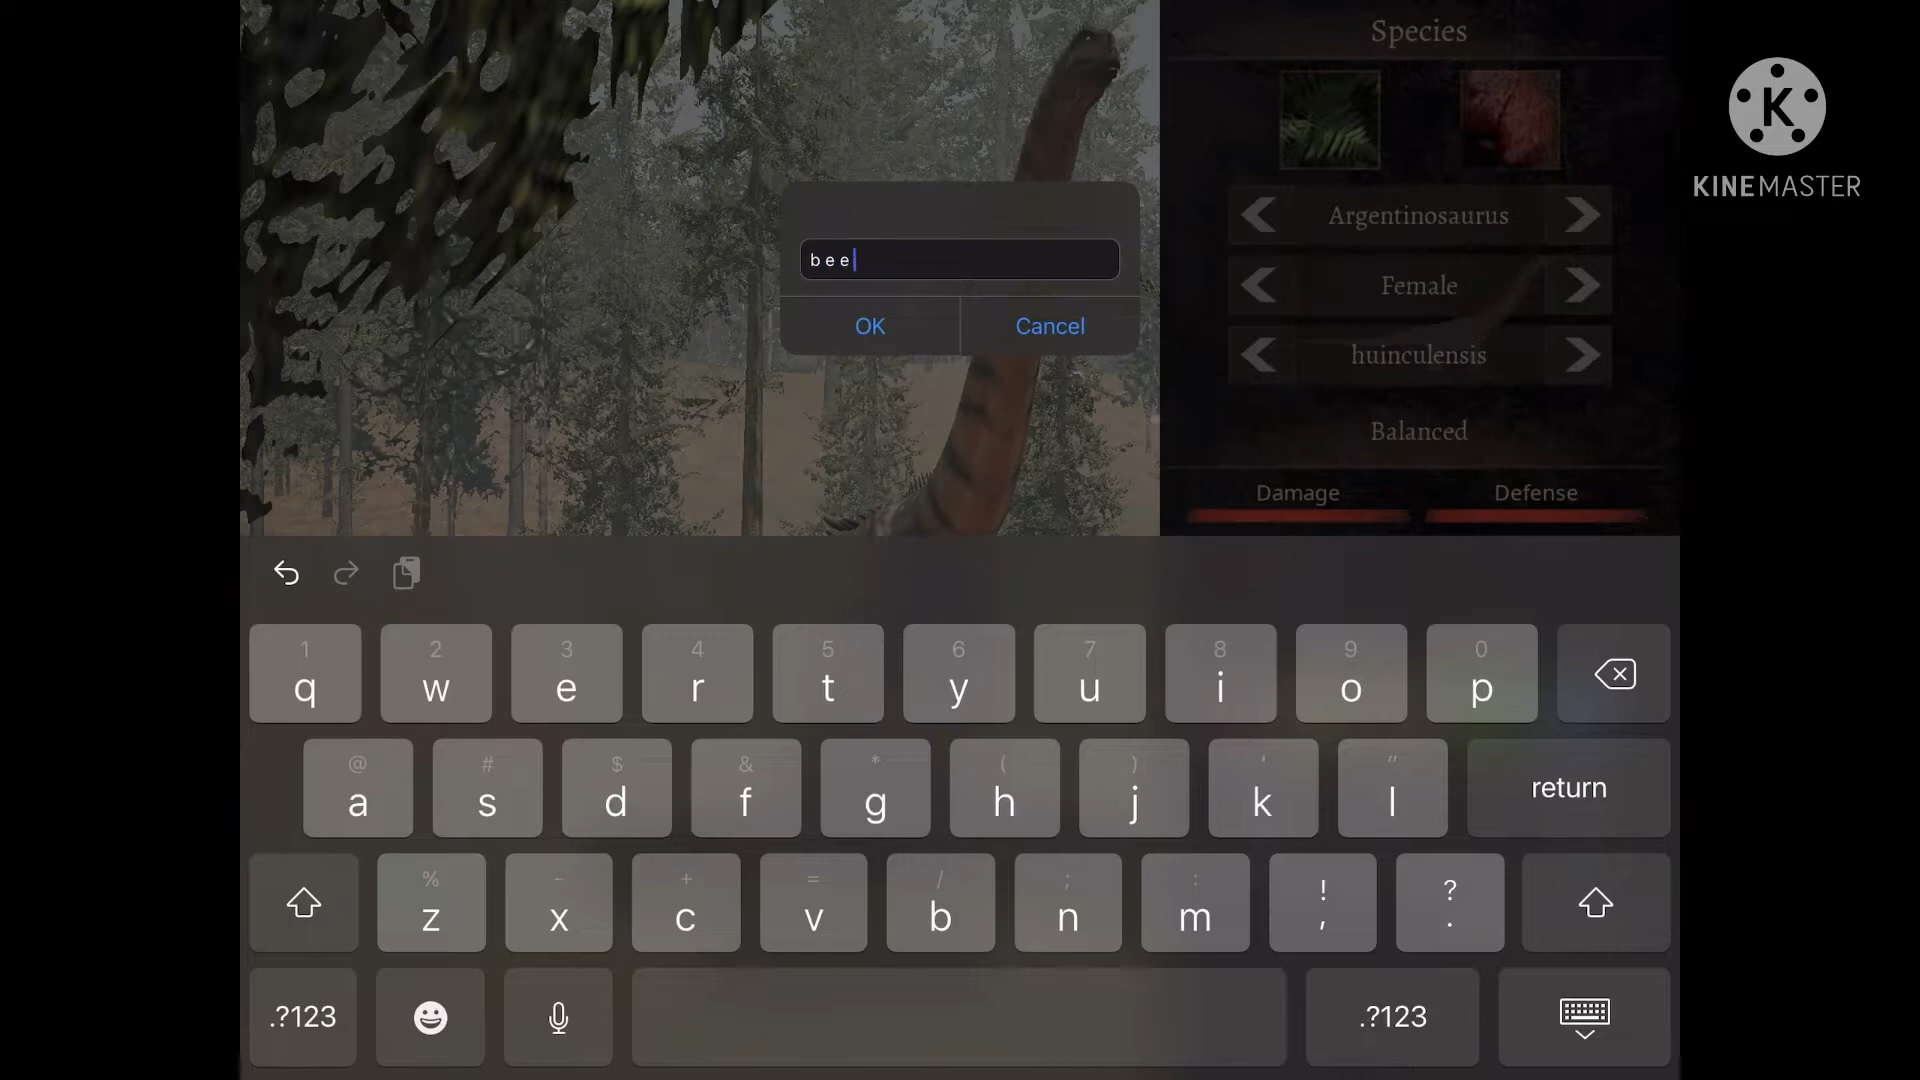 Species
KINEMASTER
Argentinosaurus
Female
huinculensis
Balanced
Damage Defense
bee
OK Cancel
1 2 3 4 5 6 7 8 9 0
q w e r t y u i o p
@ # $ & * ( ) ' "
a s d f g h j k l return
% - + = / ; : ! ?
z x c v b n m , .
.?123 .?123